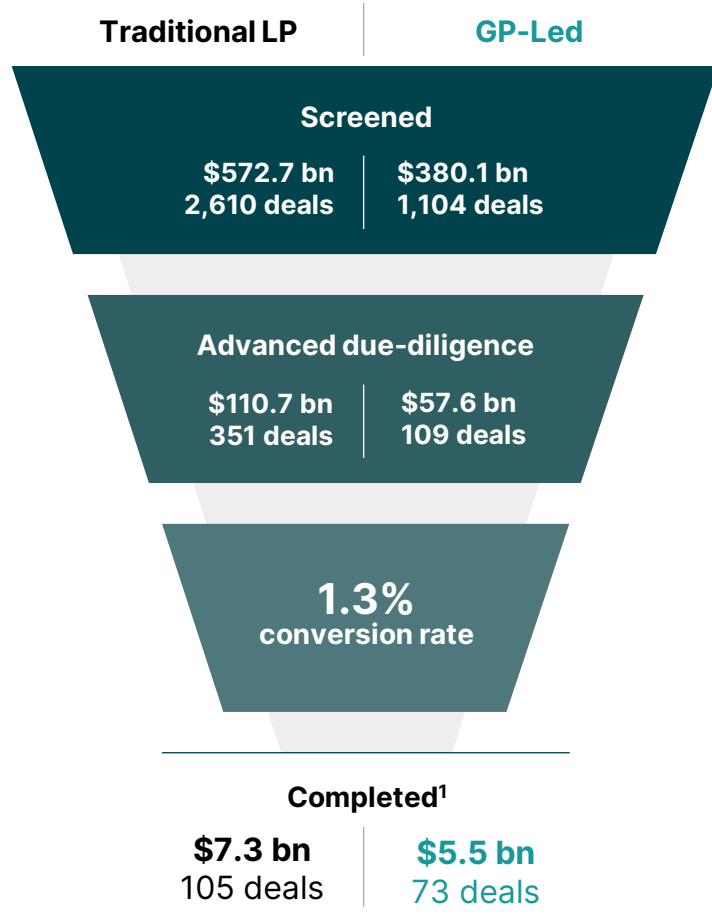 Traditional LP
GP-Led
Screened
$572.7 bn
2,610 deals
$380.1 bn
1,104 deals
Advanced due-diligence
$110.7 bn
351 deals
$57.6 bn
109 deals
1.3%
conversion rate
Completed¹
$7.3 bn
105 deals
$5.5 bn
73 deals